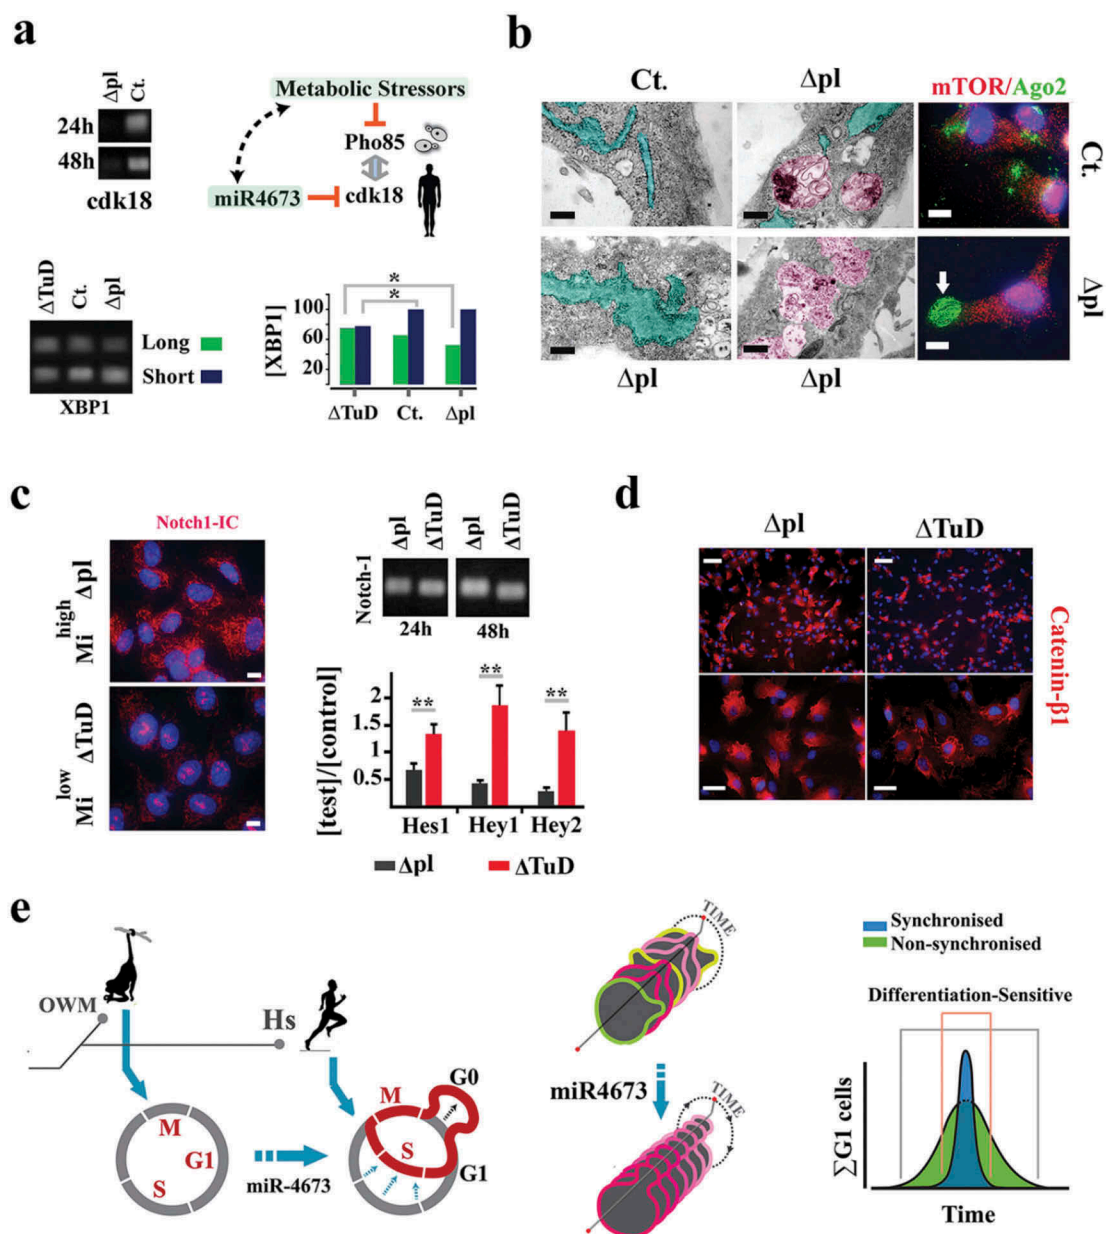 a
Δpl
Ct.
24h
48h
cdk18
Metabolic Stressors
Pho85
miR4673
cdk18
ΔTuD
Ct.
Δpl
Long
Short
XBP1
*
*
[XBP1]
100
60
20
ΔTuD
Ct.
Δpl
b
Ct.
Δpl
mTOR/Ago2
Ct.
Δpl
Δpl
Δpl
c
Notch1-IC
Mi high Δpl
Mi low ΔTuD
Δpl
ΔTuD
Δpl
ΔTuD
Notch-1
24h
48h
[test]/[control]
2
1.5
1
0.5
**
**
**
Hes1
Hey1
Hey2
Δpl
ΔTuD
d
Δpl
ΔTuD
Catenin-β1
e
OWM
Hs
M
G1
S
miR-4673
M
G0
S
G1
TIME
miR4673
TIME
Synchronised
Non-synchronised
Differentiation-Sensitive
∑G1 cells
Time